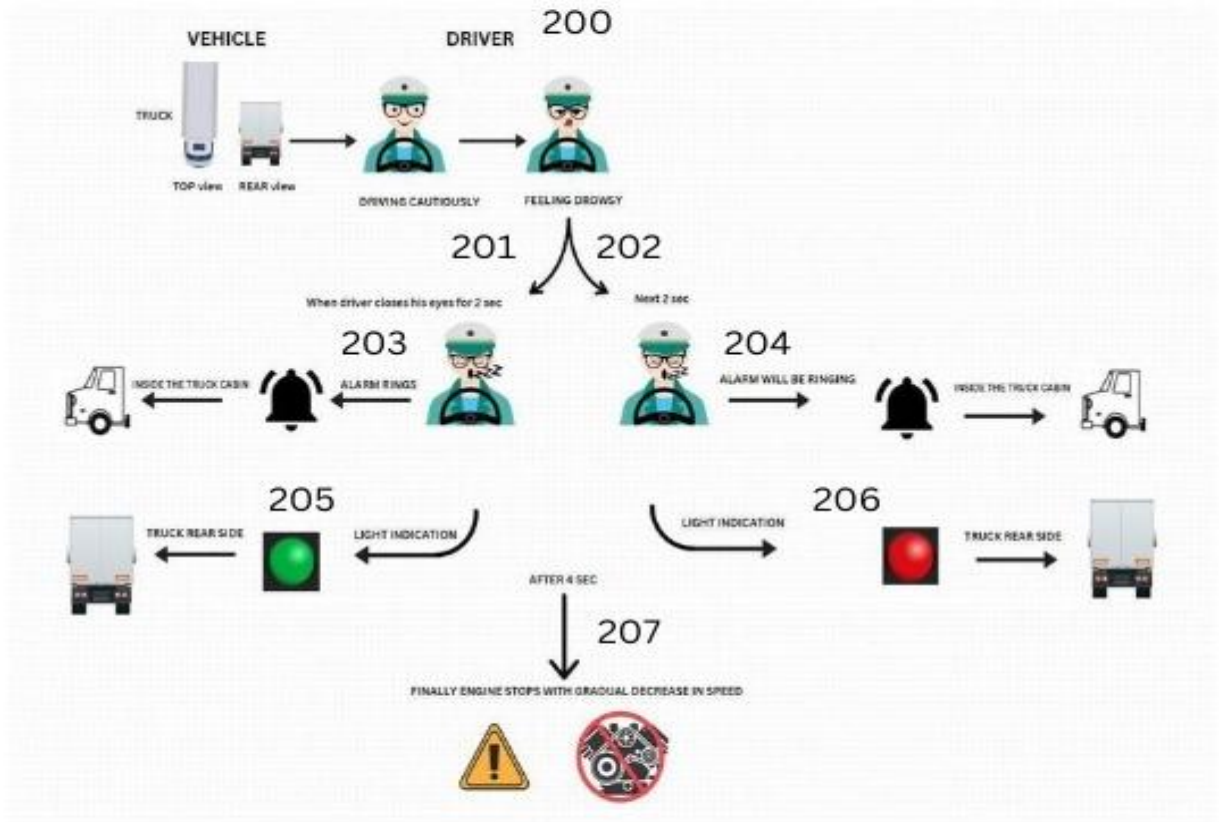 200
VEHICLE
DRIVER
TRUCK
TOP view
REAR view
DRIVING CAUTIOUSLY
FEELING DROWSY
201
202
When driver closes his eyes for 2 sec
Next 2 sec
203
204
INSIDE THE TRUCK CABIN
ALARM RINGS
ALARM WILL BE RINGING
INSIDE THE TRUCK CABIN
205
206
TRUCK REAR SIDE
LIGHT INDICATION
LIGHT INDICATION
TRUCK REAR SIDE
AFTER 4 SEC
207
FINALLY ENGINE STOPS WITH GRADUAL DECREASE IN SPEED